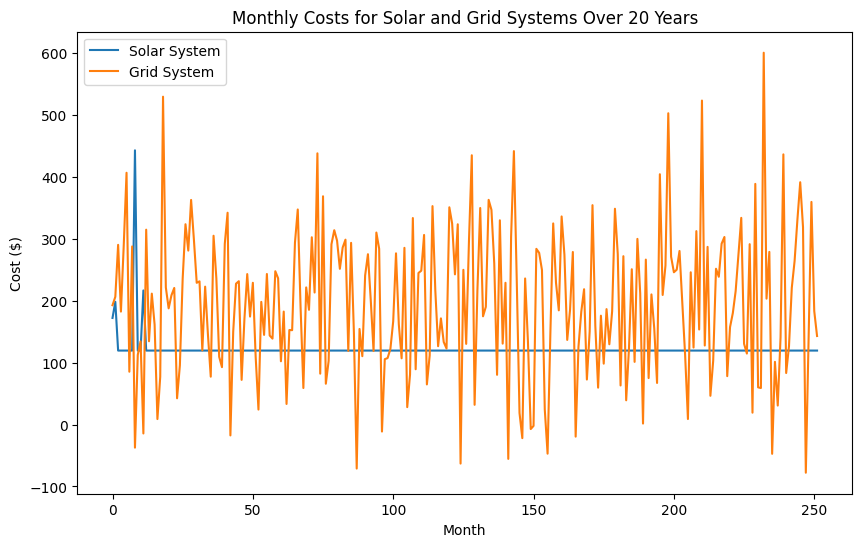 Monthly Costs for Solar and Grid Systems Over 20 Years
Solar System
Grid System
Cost ($)
600
500
400
300
200
100
0
−100
0 50 100 150 200 250
Month